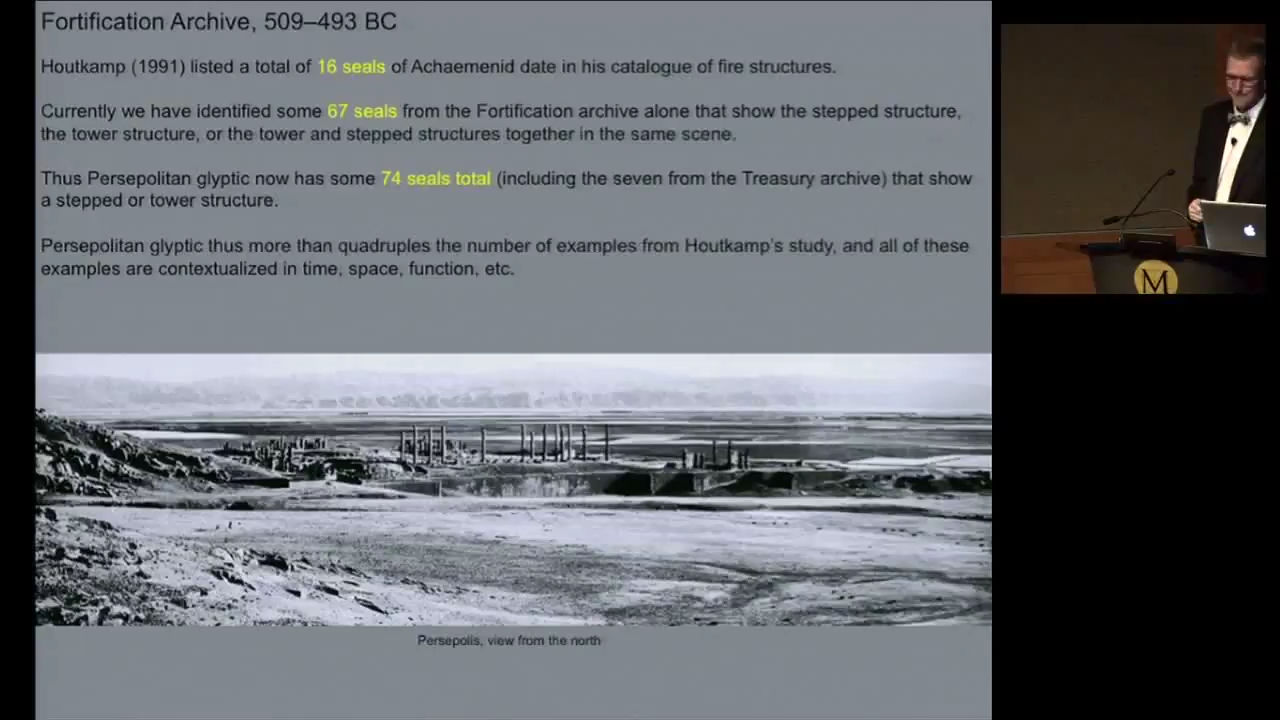 Fortification Archive, 509–493 BC
Houtkamp (1991) listed a total of 16 seals of Achaemenid date in his catalogue of fire structures.
Currently we have identified some 67 seals from the Fortification archive alone that show the stepped structure,
the tower structure, or the tower and stepped structures together in the same scene.
Thus Persepolitan glyptic now has some 74 seals total (including the seven from the Treasury archive) that show
a stepped or tower structure.
Persepolitan glyptic thus more than quadruples the number of examples from Houtkamp's study, and all of these
examples are contextualized in time, space, function, etc.
Persepolis, view from the north
M